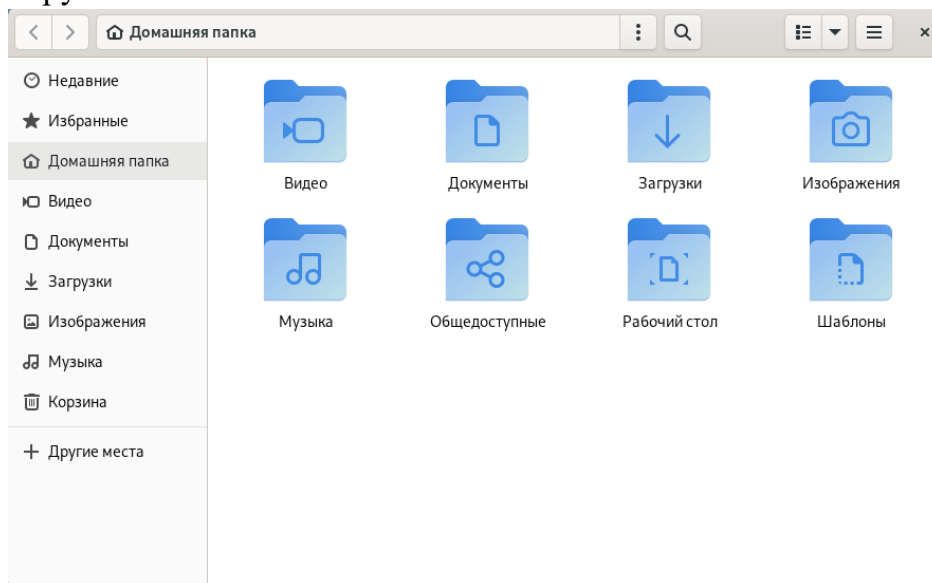 Домашняя папка
Недавние
Избранные
Домашняя папка
Видео
Документы
Загрузки
Изображения
Музыка
Корзина
Другие места
Видео
Документы
Загрузки
Изображения
Музыка
Общедоступные
Рабочий стол
Шаблоны